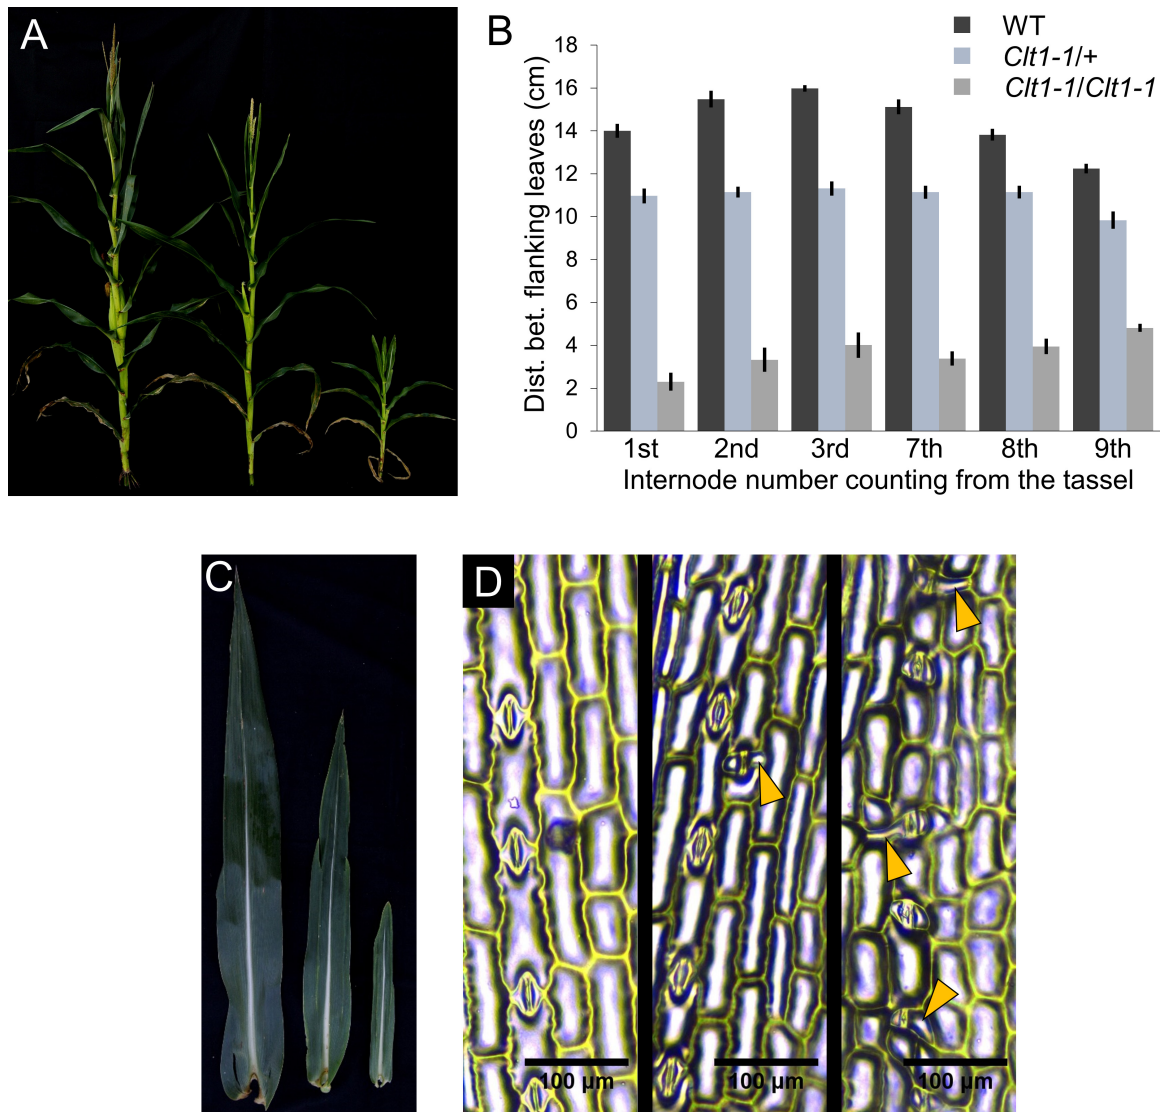 A
B
WT
Clt1-1/+
Clt1-1/Clt1-1
Dist. bet. flanking leaves (cm)
18
16
14
12
10
8
6
4
2
0
1st 2nd 3rd 7th 8th 9th
Internode number counting from the tassel
C
D
100 µm 100 µm 100 µm